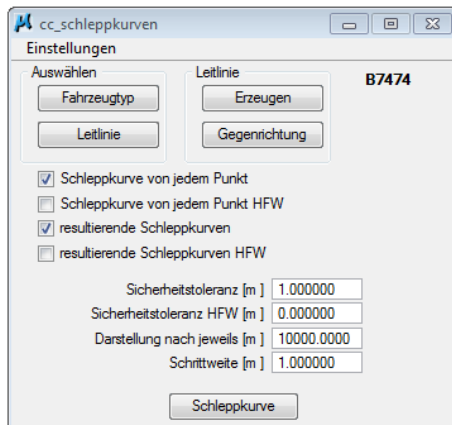 cc_schleppkurven
Einstellungen
Auswählen
Leitlinie
B7474
Fahrzeugtyp
Erzeugen
Leitlinie
Gegenrichtung
Schleppkurve von jedem Punkt
Schleppkurve von jedem Punkt HFW
resultierende Schleppkurven
resultierende Schleppkurven HFW
Sicherheitstoleranz [m ] 1.000000
Sicherheitstoleranz HFW [m ] 0.000000
Darstellung nach jeweils [m ] 10000.0000
Schrittweite [m ] 1.000000
Schleppkurve